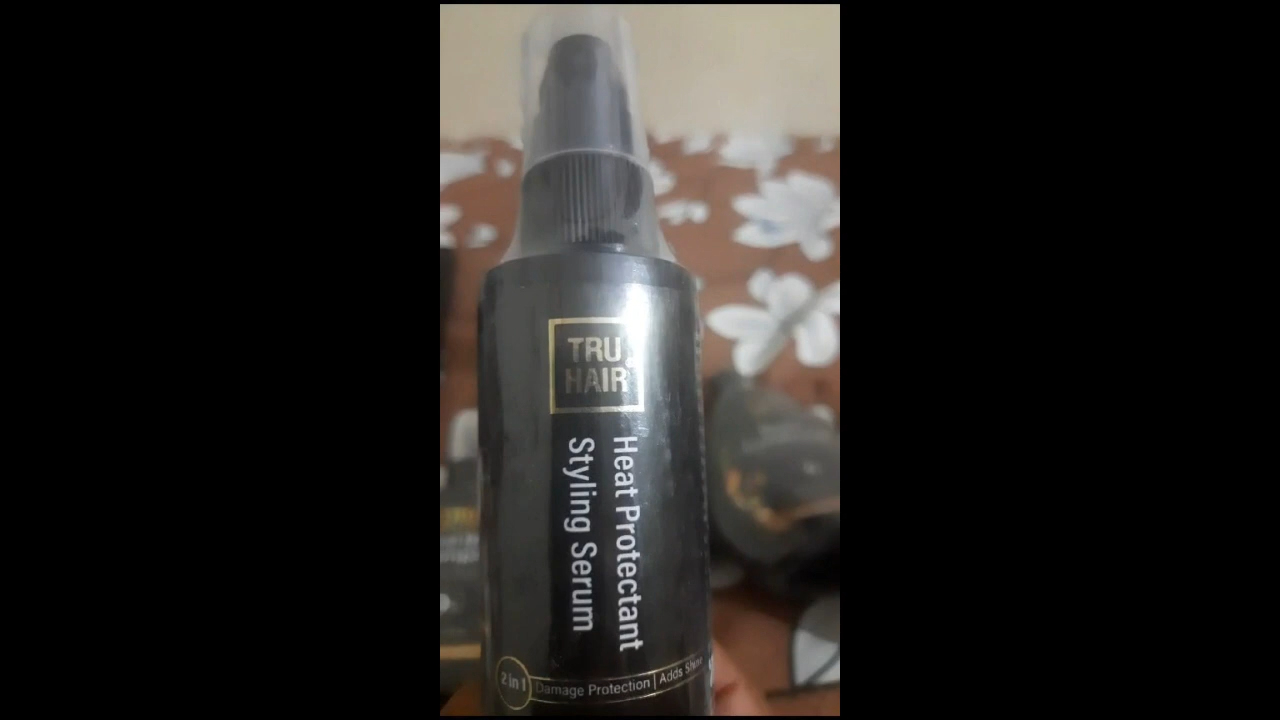 TRU
HAIR®
Heat Protectant
Styling Serum
2 in 1
Damage Protection | Adds Shine